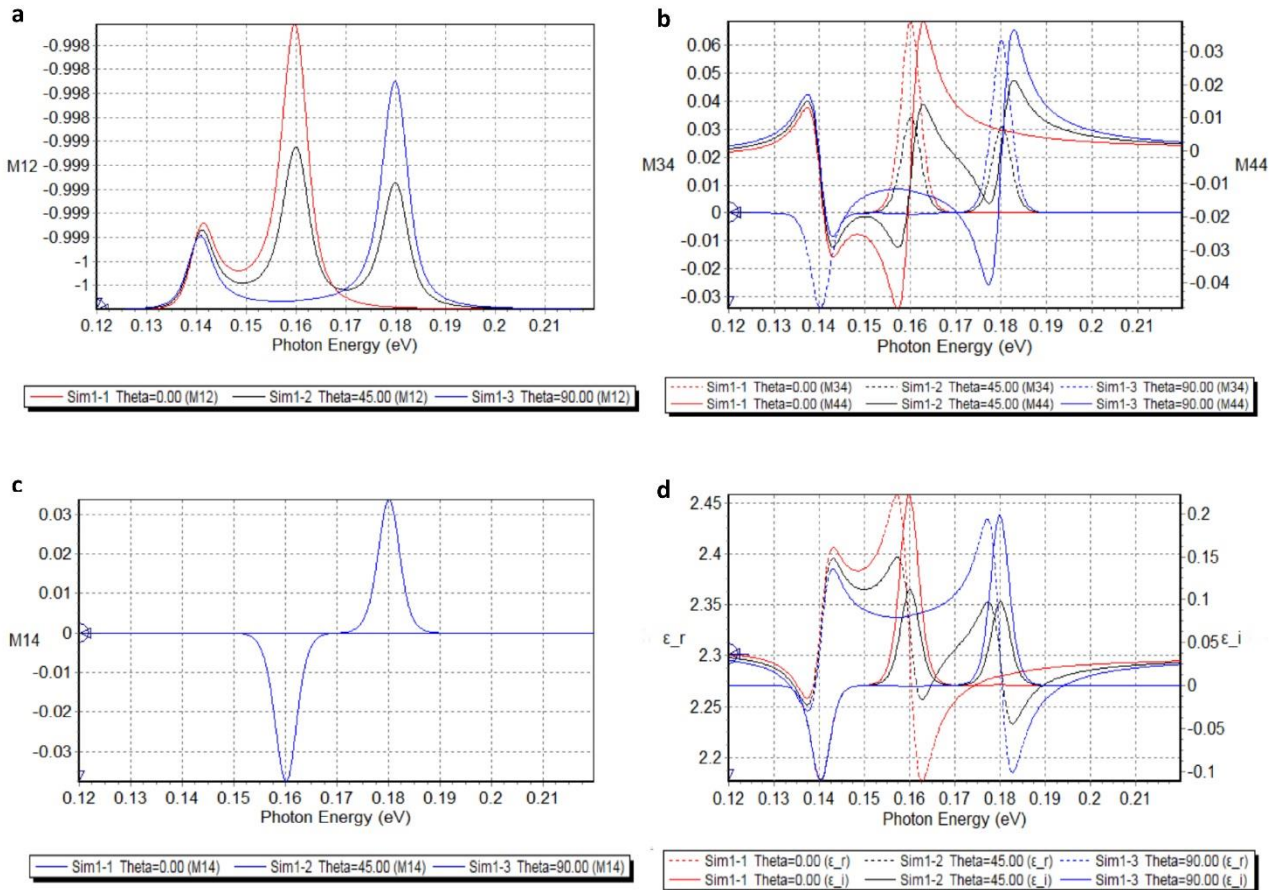 a
-0.998
-0.998
-0.998
-0.998
-0.999
M12
-0.999
-0.999
-0.999
-0.999
-1
-1
0.12 0.13 0.14 0.15 0.16 0.17 0.18 0.19 0.2 0.21
Photon Energy (eV)
Sim1-1 Theta=0.00 (M12) Sim1-2 Theta=45.00 (M12) Sim1-3 Theta=90.00 (M12)
b
0.06
0.05
0.04
0.03
M34
0.02
0.01
0
-0.01
-0.02
-0.03
0.03
0.02
0.01
0
M44
-0.01
-0.02
-0.03
-0.04
0.12 0.13 0.14 0.15 0.16 0.17 0.18 0.19 0.2 0.21
Photon Energy (eV)
Sim1-1 Theta=0.00 (M34) Sim1-2 Theta=45.00 (M34) Sim1-3 Theta=90.00 (M34)
Sim1-1 Theta=0.00 (M44) Sim1-2 Theta=45.00 (M44) Sim1-3 Theta=90.00 (M44)
c
0.03
0.02
0.01
M14
0
-0.01
-0.02
-0.03
0.12 0.13 0.14 0.15 0.16 0.17 0.18 0.19 0.2 0.21
Photon Energy (eV)
Sim1-1 Theta=0.00 (M14) Sim1-2 Theta=45.00 (M14) Sim1-3 Theta=90.00 (M14)
d
2.45
2.4
2.35
ε_r
2.3
2.25
2.2
0.2
0.15
0.1
0.05
ε_i
0
-0.05
-0.1
0.12 0.13 0.14 0.15 0.16 0.17 0.18 0.19 0.2 0.21
Photon Energy (eV)
Sim1-1 Theta=0.00 (ε_r) Sim1-2 Theta=45.00 (ε_r) Sim1-3 Theta=90.00 (ε_r)
Sim1-1 Theta=0.00 (ε_i) Sim1-2 Theta=45.00 (ε_i) Sim1-3 Theta=90.00 (ε_i)